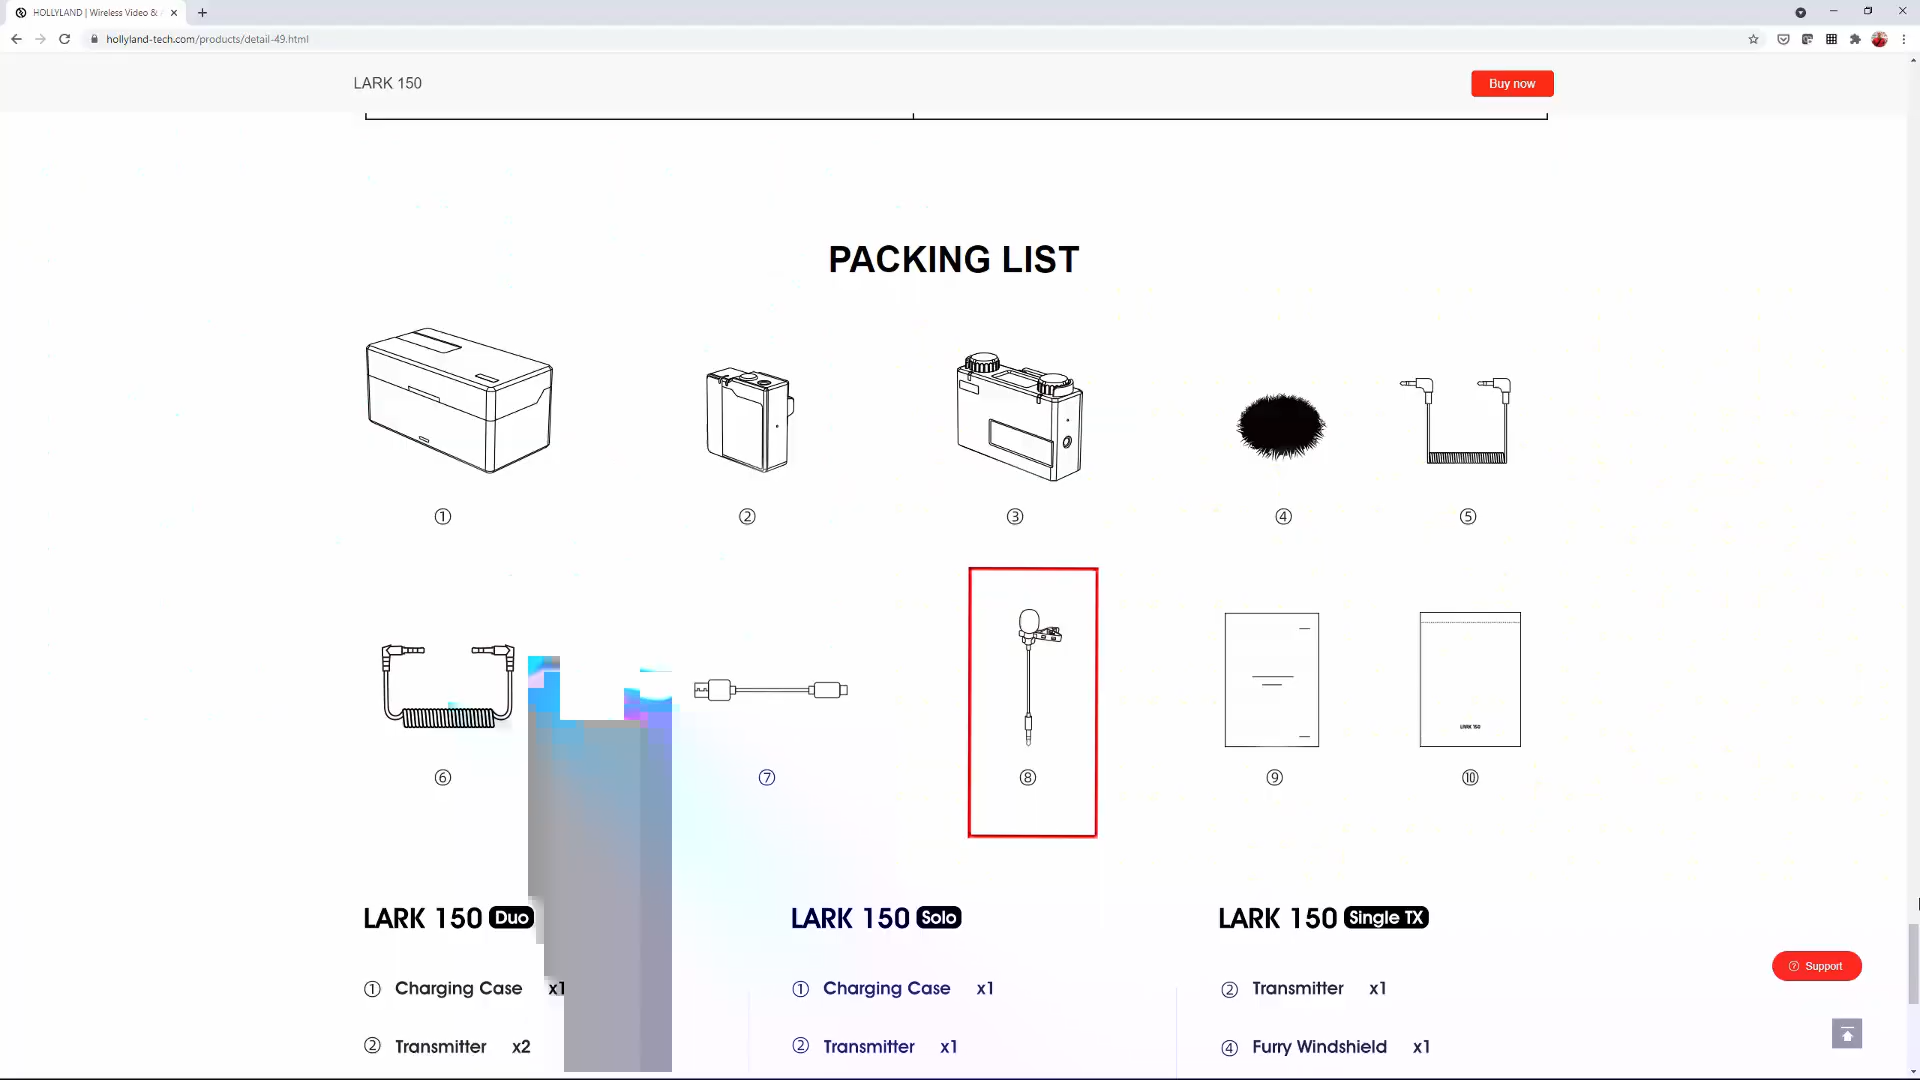 HOLLYLAND | Wireless Video &
hollyland-tech.com/products/detail-49.html
LARK 150
Buy now
PACKING LIST
① ② ③ ④ ⑤
LARK 150
⑥ ⑦ ⑧ ⑨ ⑩
LARK 150 Duo
① Charging Case x1
② Transmitter x2
LARK 150 Solo
① Charging Case x1
② Transmitter x1
LARK 150 Single TX
② Transmitter x1
④ Furry Windshield x1
Support